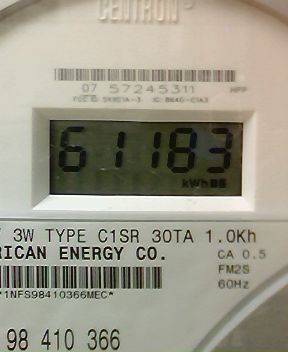 CENTRON®
07 57245311 HPP
61183
kWh
3W TYPE C1SR 30TA 1.0Kh
RICAN ENERGY CO. CA 0.5
FM2S
*1NFS98410366MEC* 60Hz
98 410 366